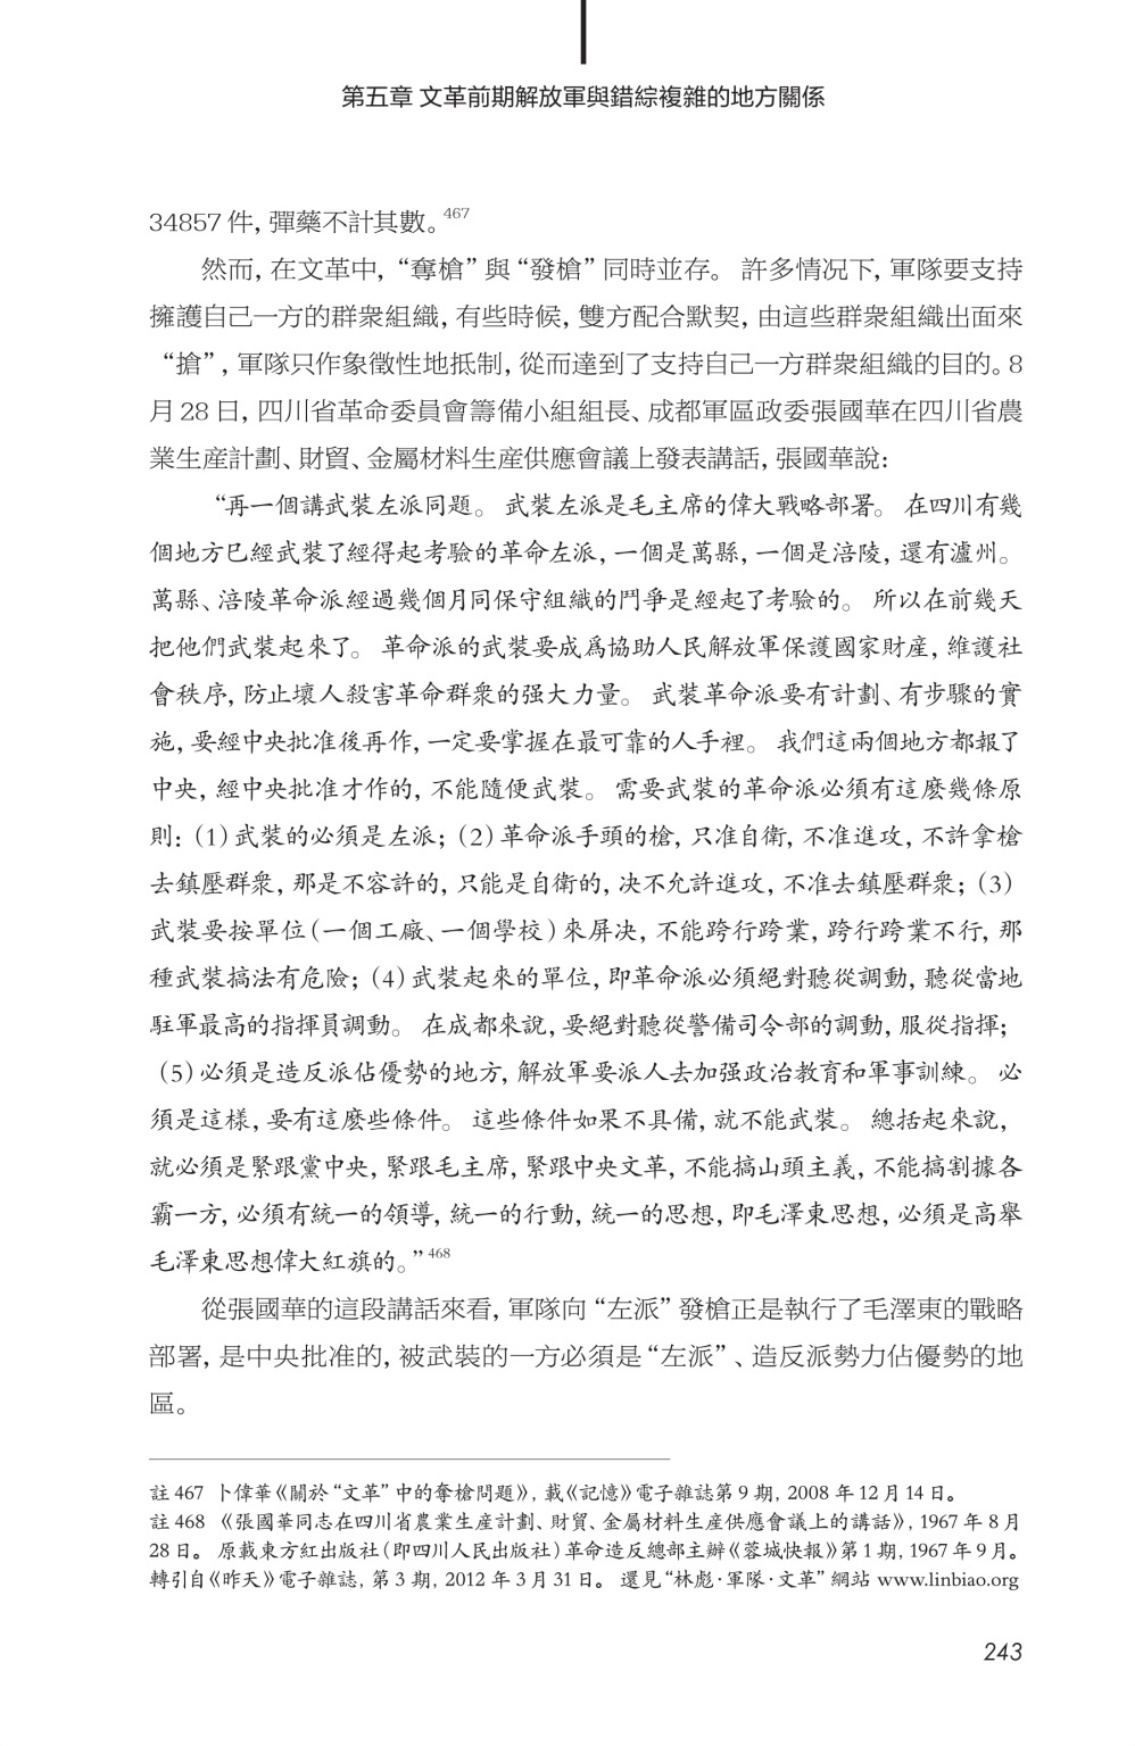 第五章 文革前期解放軍與錯綜複雜的地方關係
34857 件，彈藥不計其數。467
然而，在文革中，“奪槍”與“發槍”同時並存。 許多情況下，軍隊要支持
擁護自己一方的群衆組織，有些時候，雙方配合默契，由這些群衆組織出面來
“搶”，軍隊只作象徵性地抵制，從而達到了支持自己一方群衆組織的目的。8
月 28 日，四川省革命委員會籌備小組組長、成都軍區政委張國華在四川省農
業生産計劃、財貿、金屬材料生産供應會議上發表講話，張國華說：
“再一個講武裝左派同題。 武裝左派是毛主席的偉大戰略部署。 在四川有幾
個地方已經武裝了經得起考驗的革命左派，一個是萬縣，一個是涪陵，還有瀘州。
萬縣、涪陵革命派經過幾個月同保守組織的鬥爭是經起了考驗的。 所以在前幾天
把他們武裝起來了。 革命派的武裝要成爲協助人民解放軍保護國家財産，維護社
會秩序，防止壞人殺害革命群衆的强大力量。 武裝革命派要有計劃、有步驟的實
施，要經中央批准後再作，一定要掌握在最可靠的人手裡。 我們這兩個地方都報了
中央，經中央批准才作的，不能隨便武裝。 需要武裝的革命派必須有這麽幾條原
則：(1) 武裝的必須是左派；(2) 革命派手頭的槍，只准自衛，不准進攻，不許拿槍
去鎮壓群衆，那是不容許的，只能是自衛的，决不允許進攻，不准去鎮壓群衆；(3)
武裝要按單位(一個工廠、一個學校)來屏决，不能跨行跨業，跨行跨業不行，那
種武裝搞法有危險；(4) 武裝起來的單位，即革命派必須絕對聽從調動，聽從當地
駐軍最高的指揮員調動。 在成都來說，要絕對聽從警備司令部的調動，服從指揮；
(5) 必須是造反派佔優勢的地方，解放軍要派人去加强政治教育和軍事訓練。 必
須是這樣，要有這麽些條件。 這些條件如果不具備，就不能武裝。 總括起來說，
就必須是緊跟黨中央，緊跟毛主席，緊跟中央文革，不能搞山頭主義，不能搞割據各
霸一方，必須有統一的領導，統一的行動，統一的思想，即毛澤東思想，必須是高舉
毛澤東思想偉大紅旗的。”468
從張國華的這段講話來看，軍隊向“左派”發槍正是執行了毛澤東的戰略
部署，是中央批准的，被武裝的一方必須是“左派”、造反派勢力佔優勢的地
區。
註 467 卜偉華《關於“文革”中的奪槍問題》，載《記憶》電子雜誌第 9 期，2008 年 12 月 14 日。
註 468 《張國華同志在四川省農業生産計劃、財貿、金屬材料生産供應會議上的講話》，1967 年 8 月
28 日。 原載東方紅出版社(即四川人民出版社)革命造反總部主辦《蓉城快報》第 1 期，1967 年 9 月。
轉引自《昨天》電子雜誌，第 3 期，2012 年 3 月 31 日。 還見“林彪·軍隊·文革”網站 www.linbiao.org
243